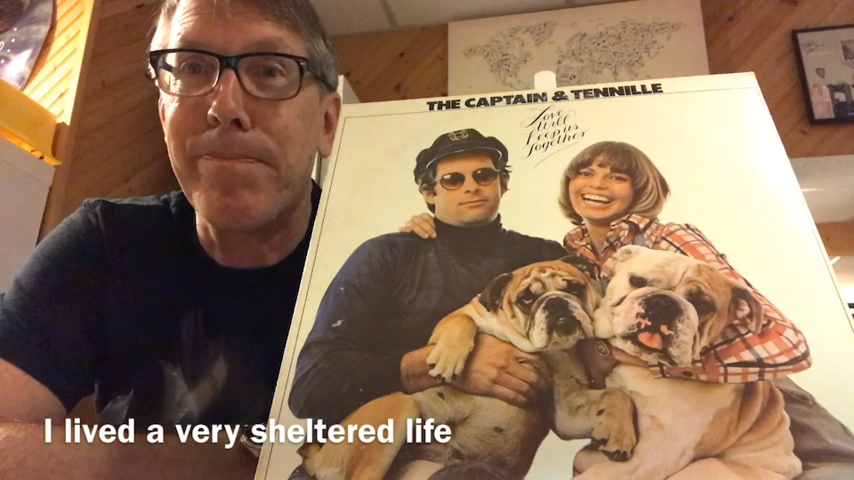 THE CAPTAIN & TENNILLE
Love
Will
Keep us
Together
I lived a very sheltered life